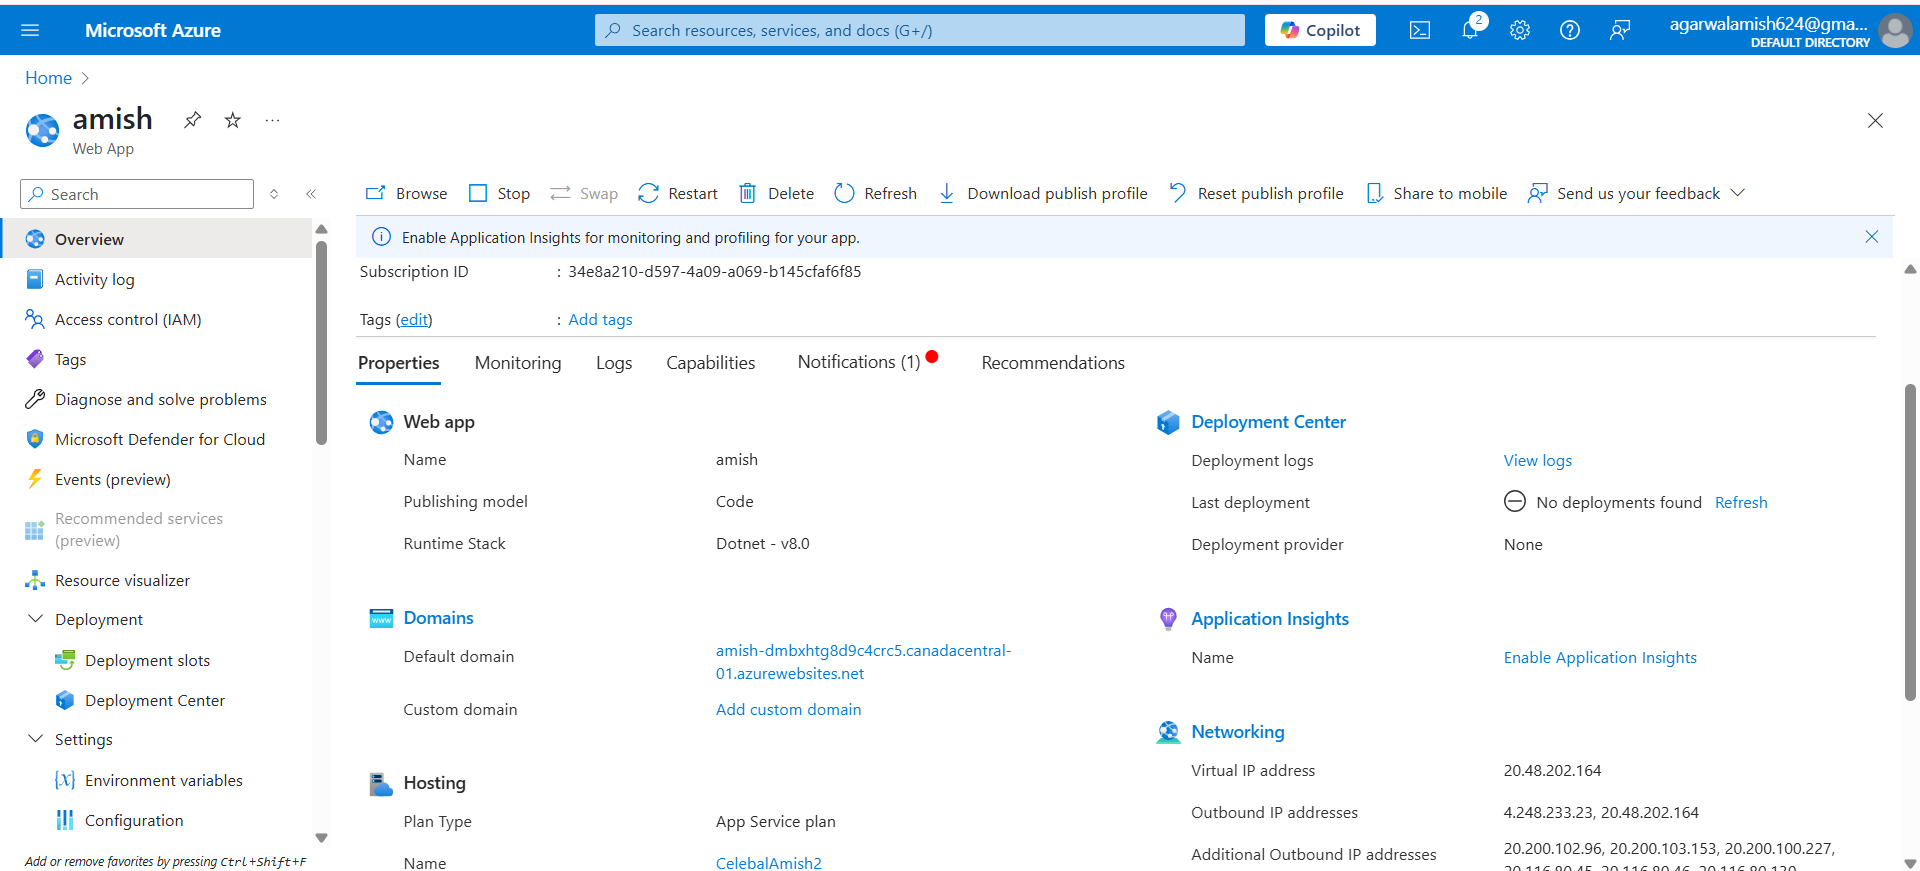 Microsoft Azure
Search resources, services, and docs (G+/)
Copilot
2
agarwalamish624@gma...
DEFAULT DIRECTORY
Home
amish
Web App
Search
Overview
Activity log
Access control (IAM)
Tags
Diagnose and solve problems
Microsoft Defender for Cloud
Events (preview)
Recommended services
(preview)
Resource visualizer
Deployment
Deployment slots
Deployment Center
Settings
Environment variables
Configuration
Add or remove favorites by pressing Ctrl+Shift+F
Browse Stop Swap Restart Delete Refresh Download publish profile Reset publish profile Share to mobile Send us your feedback
Enable Application Insights for monitoring and profiling for your app.
Subscription ID : 34e8a210-d597-4a09-a069-b145cfaf6f85
Tags (edit) : Add tags
Properties Monitoring Logs Capabilities Notifications (1) Recommendations
Web app
Name amish
Publishing model Code
Runtime Stack Dotnet - v8.0
Domains
www
Default domain amish-dmbxhtg8d9c4crc5.canadacentral-
01.azurewebsites.net
Custom domain Add custom domain
Hosting
Plan Type App Service plan
Name CelebalAmish2
Deployment Center
Deployment logs View logs
Last deployment No deployments found Refresh
Deployment provider None
Application Insights
Name Enable Application Insights
Networking
Virtual IP address 20.48.202.164
Outbound IP addresses 4.248.233.23, 20.48.202.164
Additional Outbound IP addresses 20.200.102.96, 20.200.103.153, 20.200.100.227,